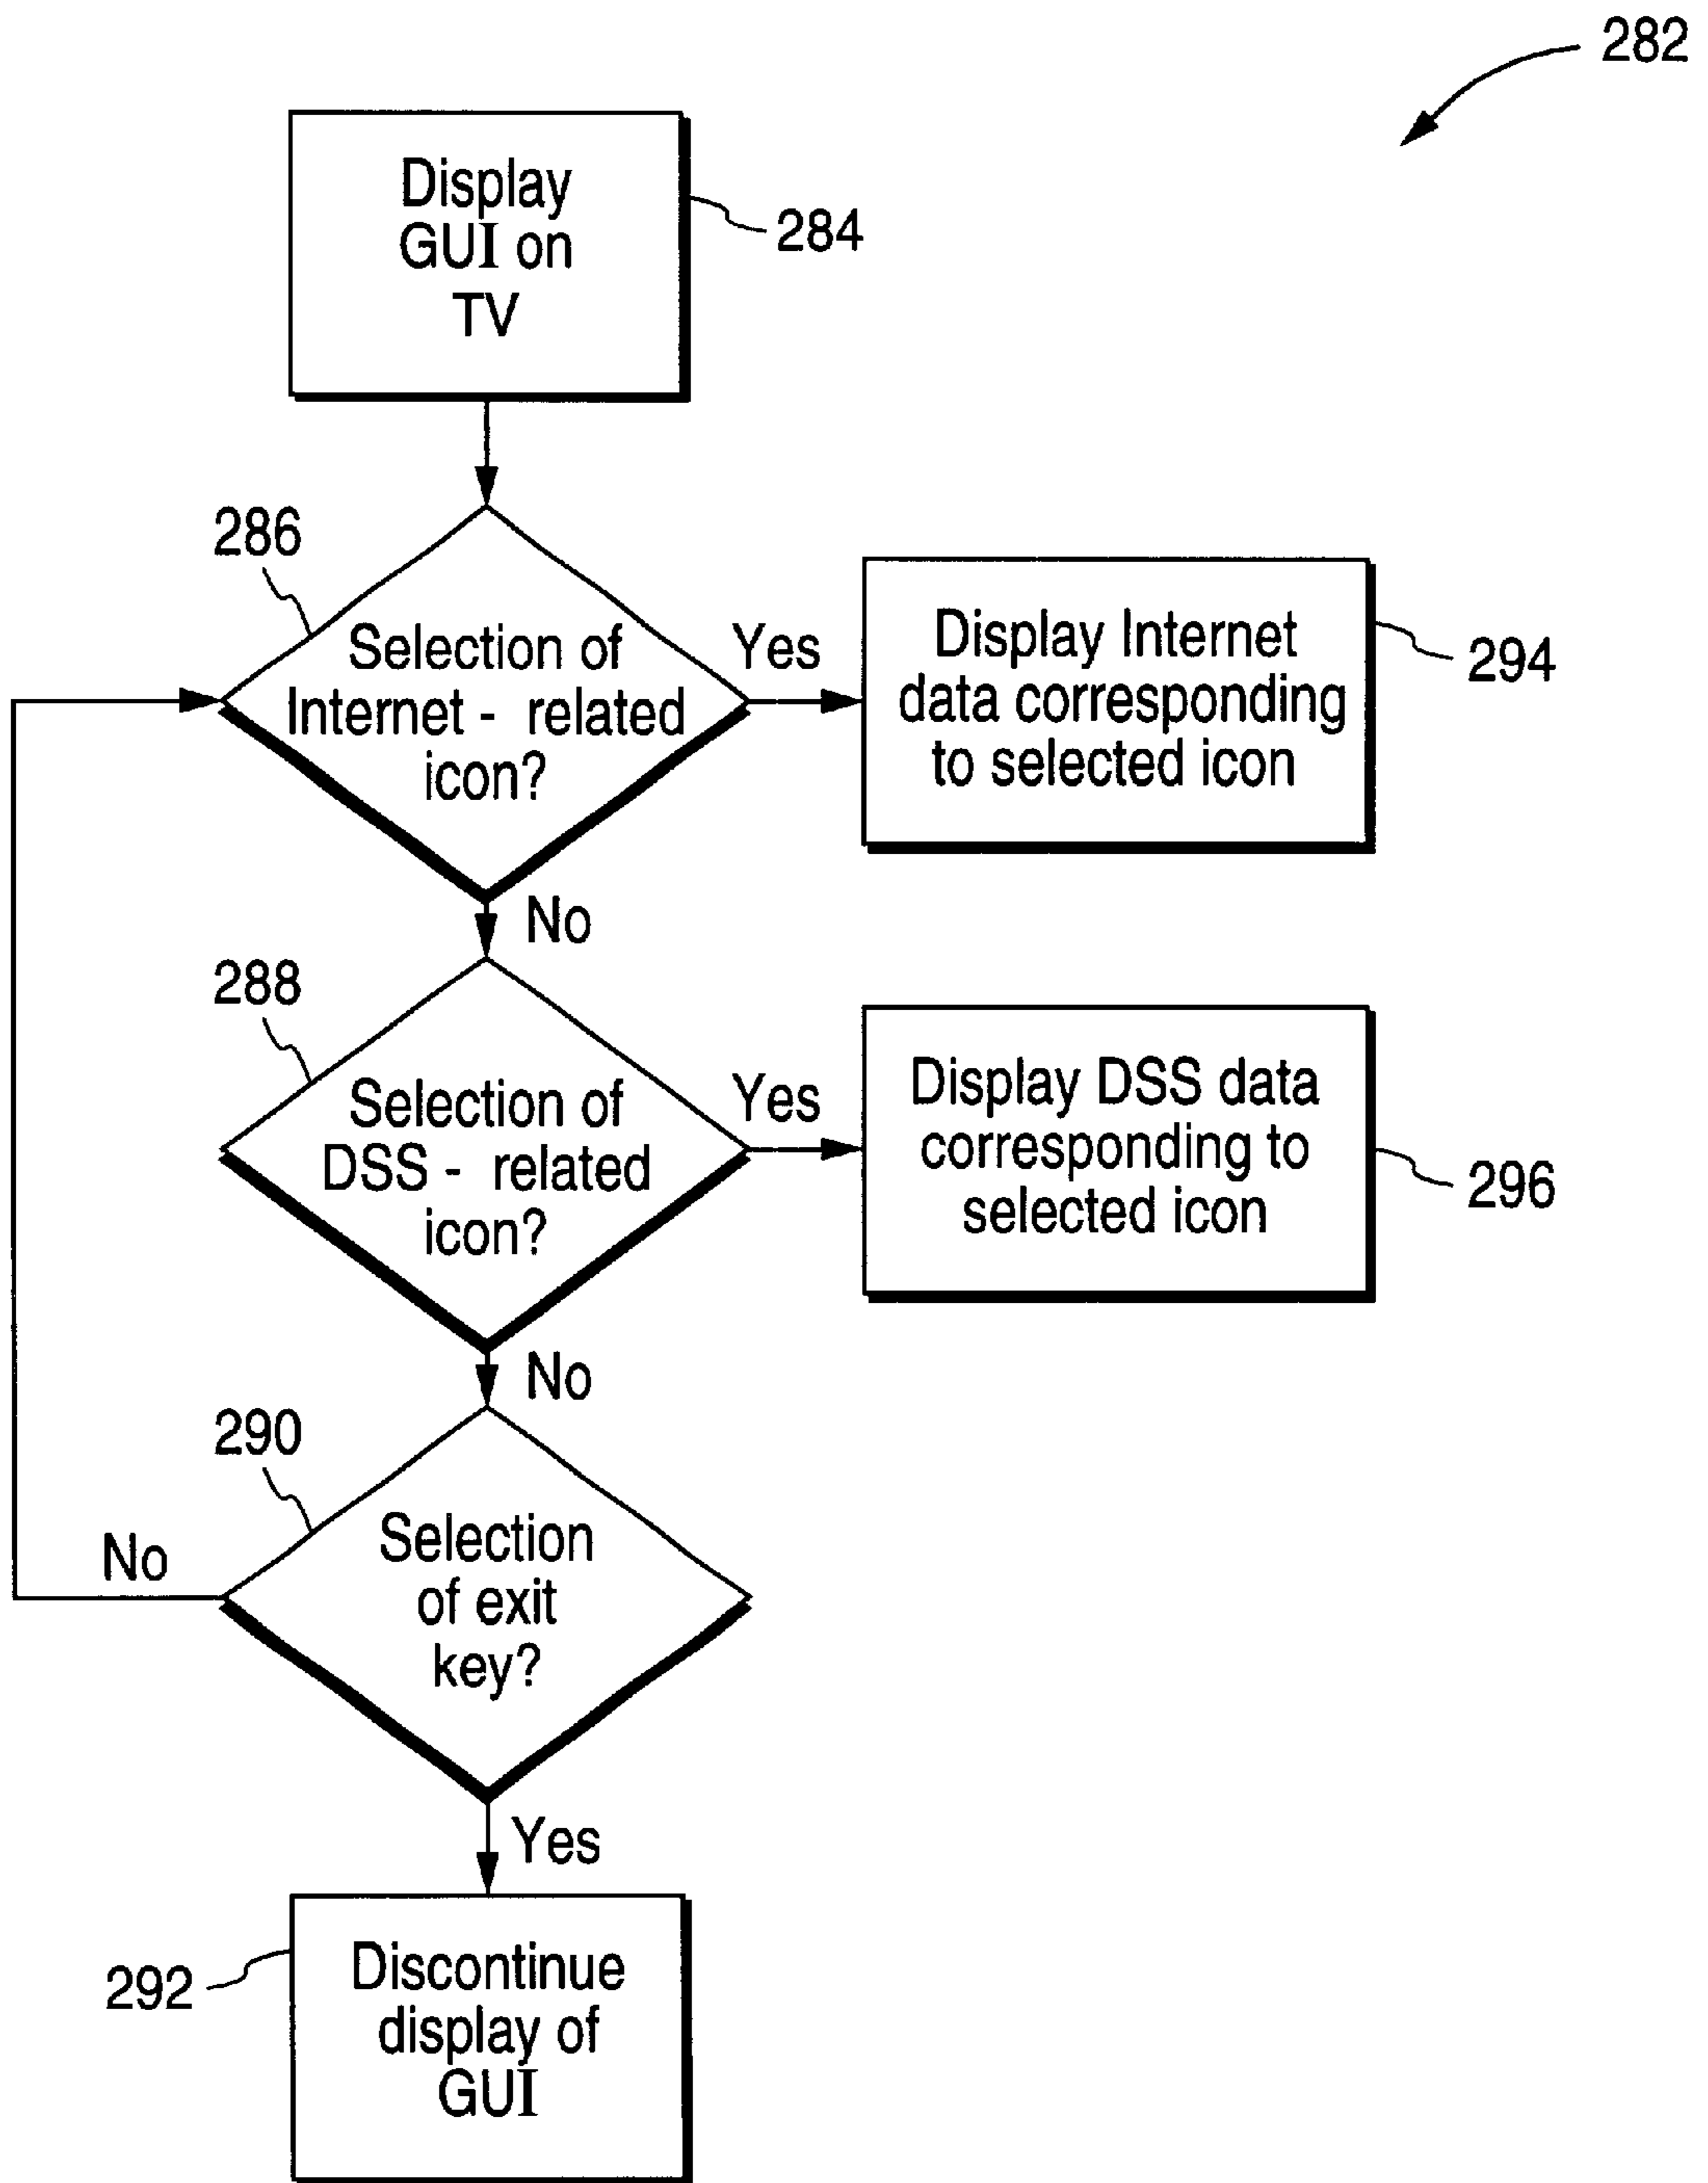 282
Display
GUI on
TV
284
286
Selection of
Internet - related
icon?
Yes
Display Internet
data corresponding
to selected icon
294
No
288
Selection of
DSS - related
icon?
Yes
Display DSS data
corresponding to
selected icon
296
No
290
Selection
of exit
key?
No
Yes
292
Discontinue
display of
GUI